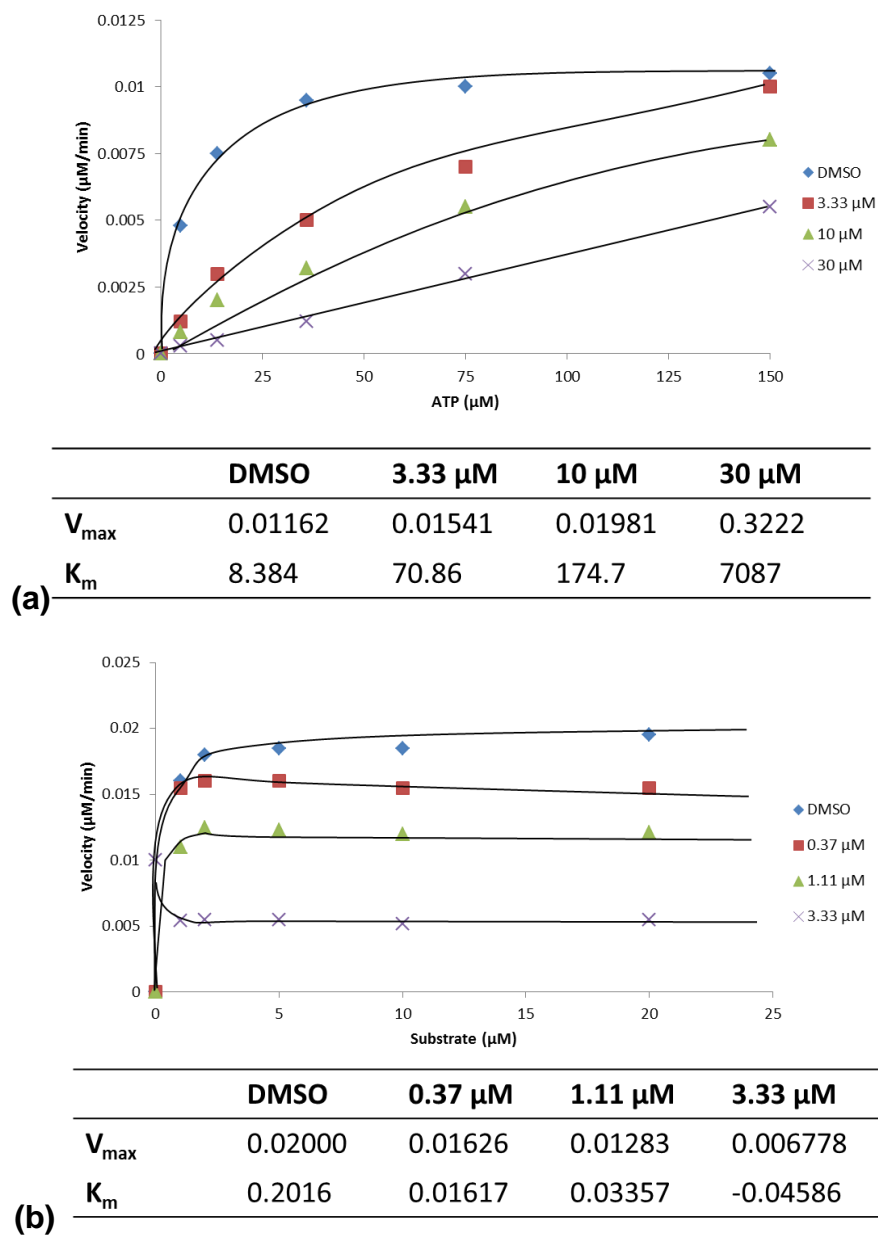 0.0125
0.01
0.0075
0.005
0.0025
0
Velocity (µM/min)
0 25 50 75 100 125 150
ATP (µM)
DMSO
3.33 µM
10 µM
30 µM
DMSO 3.33 µM 10 µM 30 µM
Vmax 0.01162 0.01541 0.01981 0.3222
Km 8.384 70.86 174.7 7087
(a)
0.025
0.02
0.015
0.01
0.005
0
Velocity (µM/min)
0 5 10 15 20 25
Substrate (µM)
DMSO
0.37 µM
1.11 µM
3.33 µM
DMSO 0.37 µM 1.11 µM 3.33 µM
Vmax 0.02000 0.01626 0.01283 0.006778
Km 0.2016 0.01617 0.03357 -0.04586
(b)